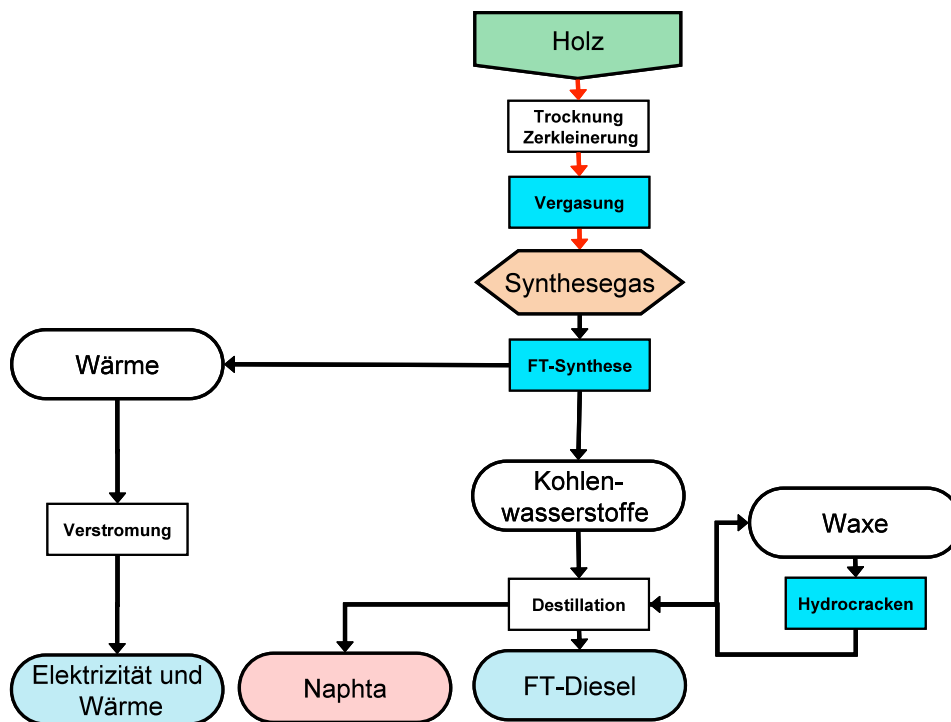 Holz
Trocknung
Zerkleinerung
Vergasung
Synthesegas
Wärme
FT-Synthese
Kohlen-
wasserstoffe
Waxe
Verstromung
Destillation
Hydrocracken
Elektrizität und
Wärme
Naphta
FT-Diesel